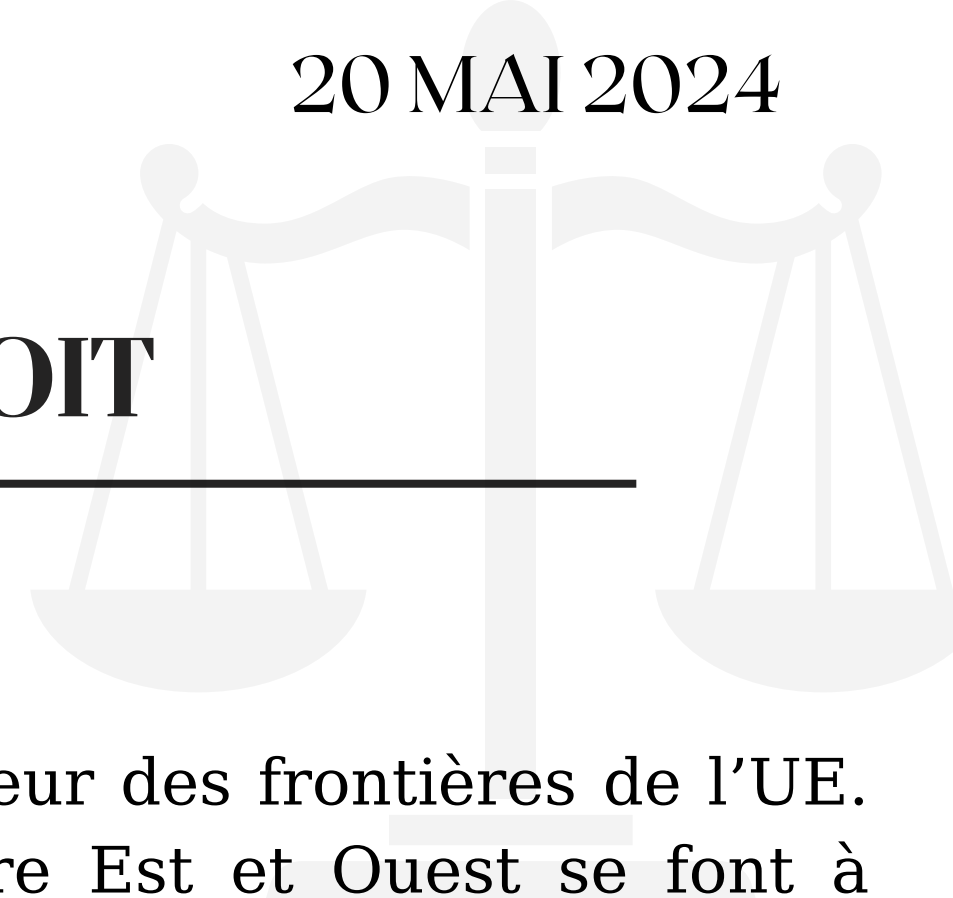 20 MAI 2024
OIT
eur des frontières de l’UE.
re Est et Ouest se font à